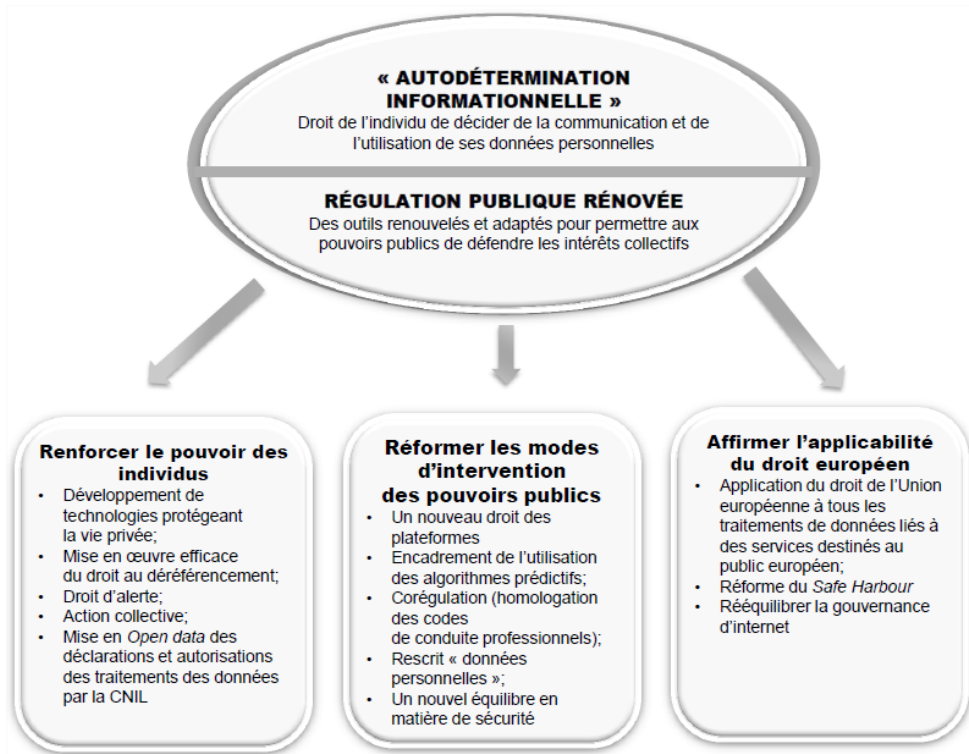 « AUTODÉTERMINATION
INFORMATIONNELLE »
Droit de l'individu de décider de la communication et de
l'utilisation de ses données personnelles
RÉGULATION PUBLIQUE RÉNOVÉE
Des outils renouvelés et adaptés pour permettre aux
pouvoirs publics de défendre les intérêts collectifs
Renforcer le pouvoir des
individus
• Développement de
technologies protégeant
la vie privée;
• Mise en œuvre efficace
du droit au déréférencement;
• Droit d'alerte;
• Action collective;
• Mise en Open data des
déclarations et autorisations
des traitements des données
par la CNIL
Réformer les modes
d'intervention
des pouvoirs publics
• Un nouveau droit des
plateformes
• Encadrement de l'utilisation
des algorithmes prédictifs;
• Corégulation (homologation
des codes
de conduite professionnels);
• Rescrit « données
personnelles »;
• Un nouvel équilibre en
matière de sécurité
Affirmer l'applicabilité
du droit européen
• Application du droit de l'Union
européenne à tous les
traitements de données liés à
des services destinés au
public européen;
• Réforme du Safe Harbour
• Rééquilibrer la gouvernance
d'internet